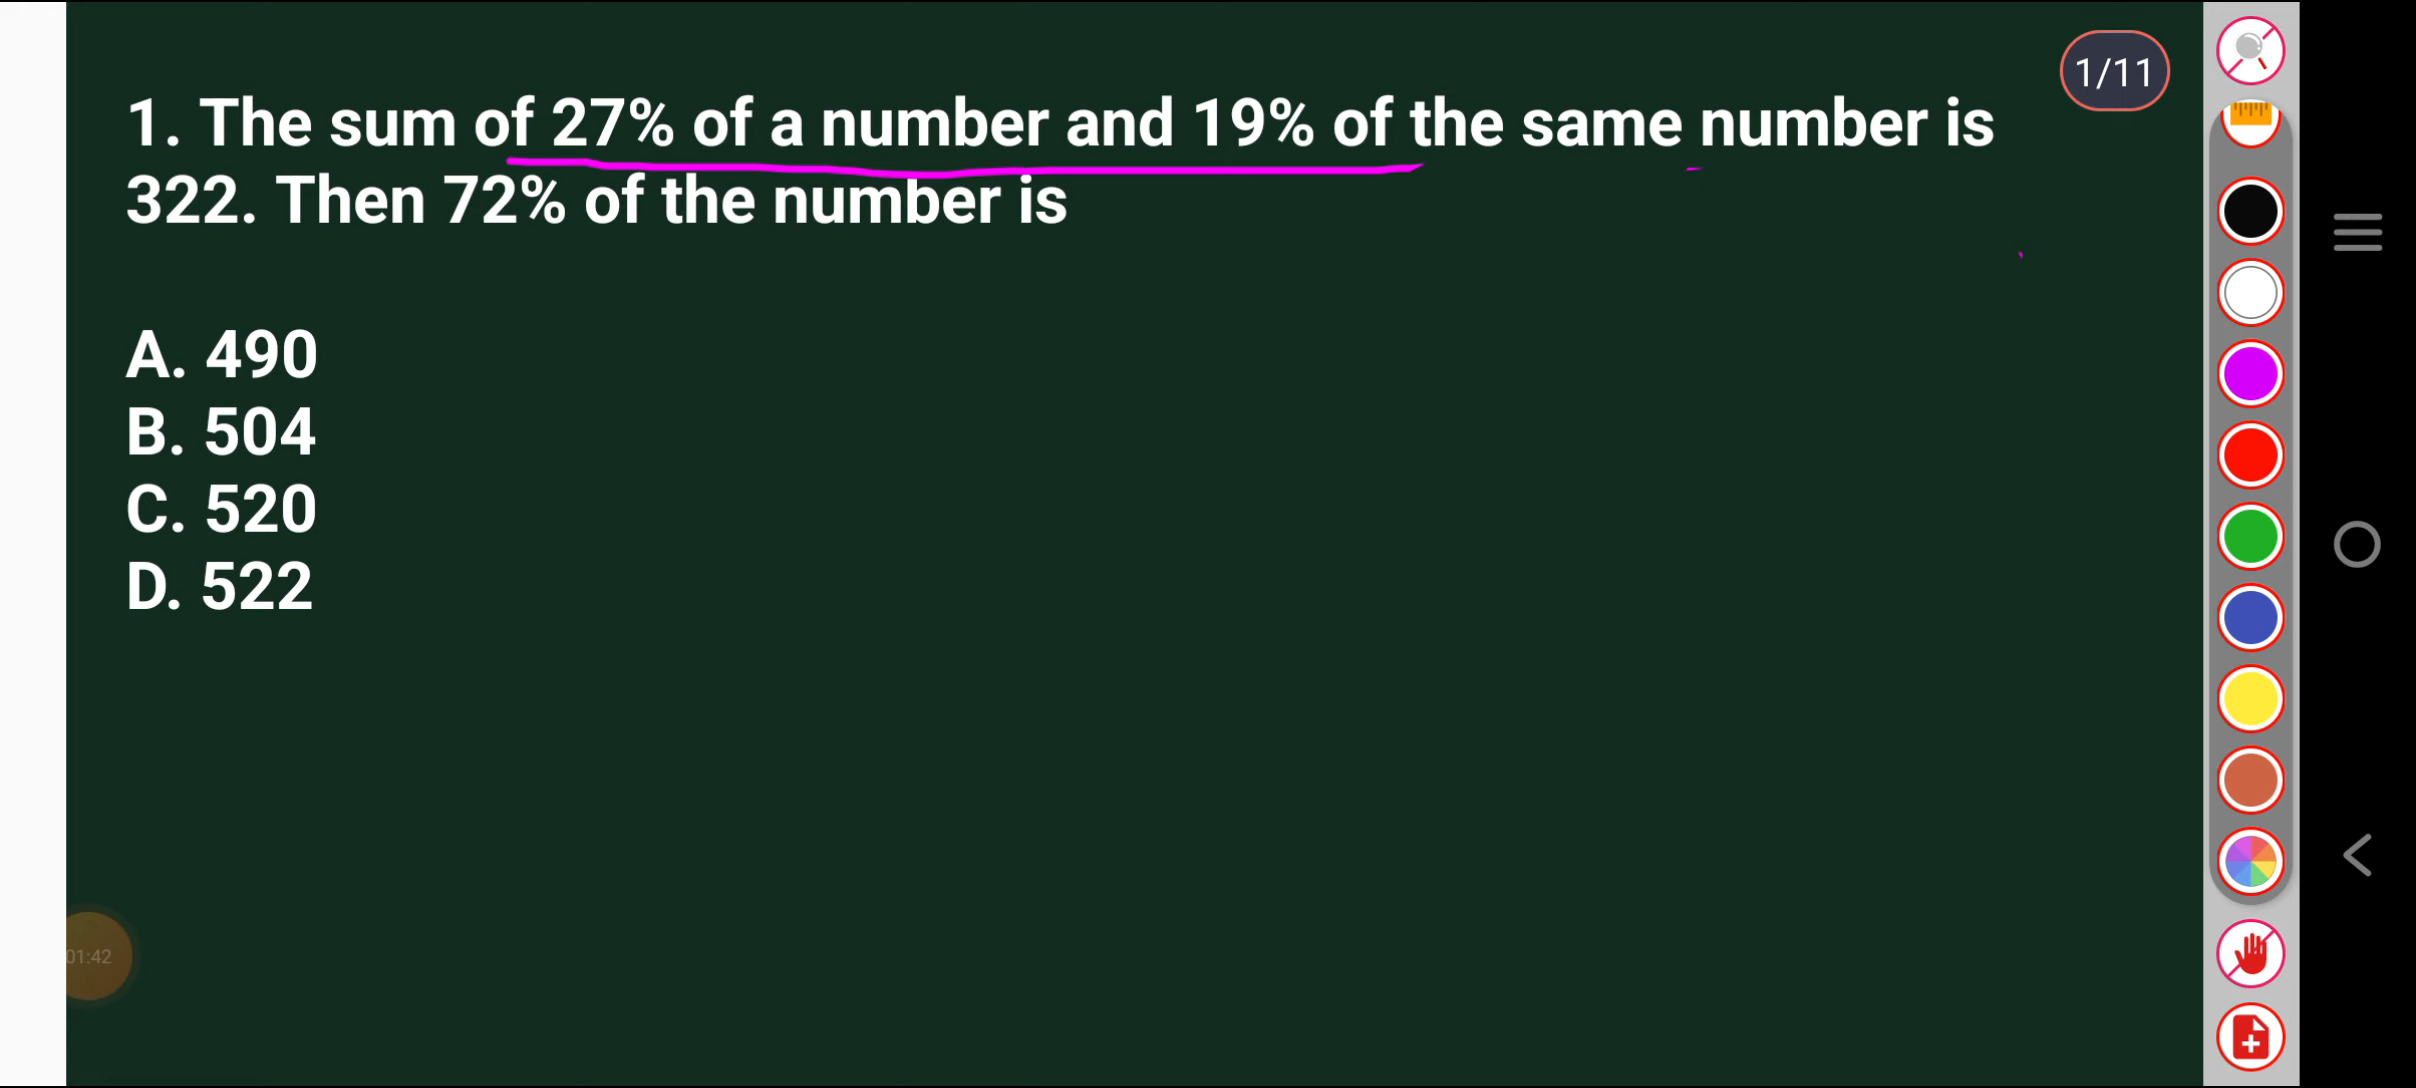 1/11
1. The sum of 27% of a number and 19% of the same number is
322. Then 72% of the number is
A. 490
B. 504
C. 520
D. 522
01:42